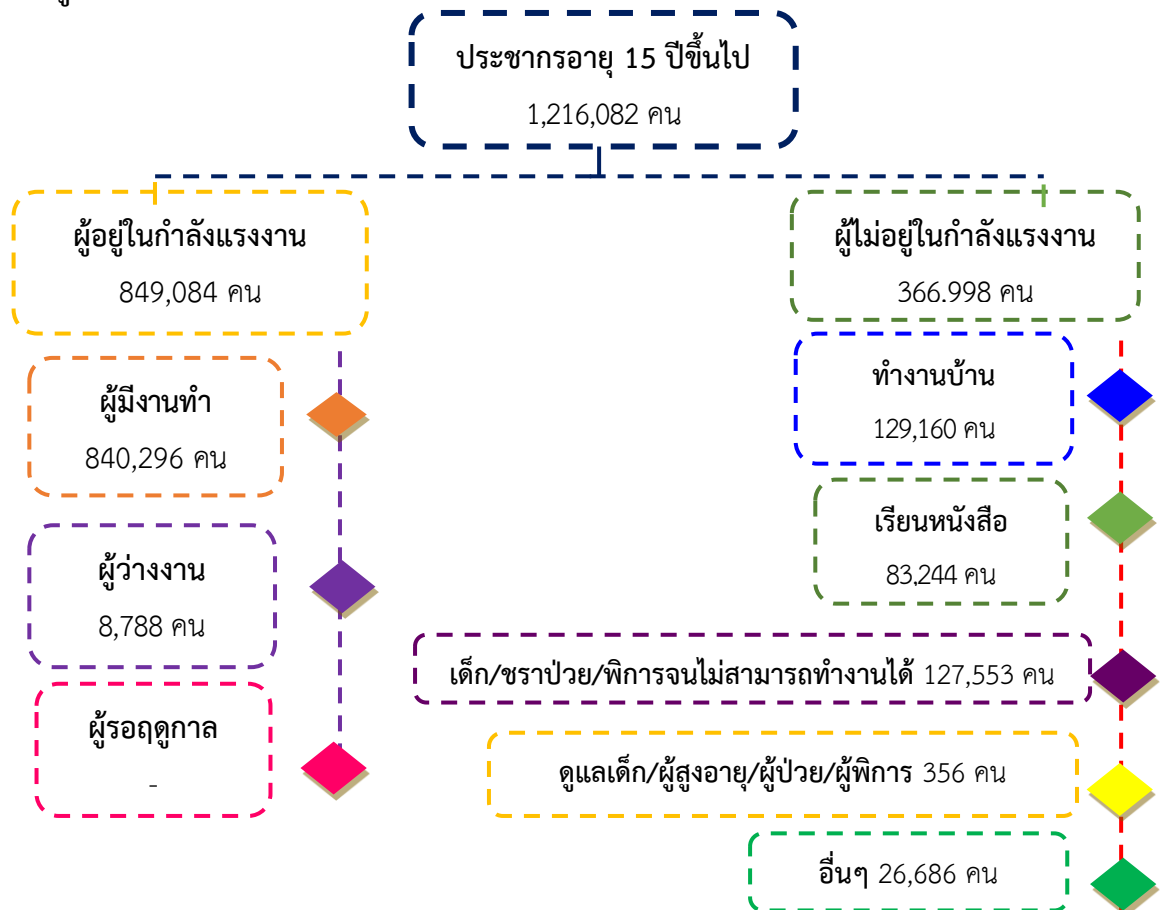 ประชากรอายุ 15 ปีขึ้นไป
1,216,082 คน
ผู้อยู่ในกำลังแรงงาน
849,084 คน
ผู้มีงานทำ
840,296 คน
ผู้ว่างงาน
8,788 คน
ผู้รอฤดูกาล
-
ผู้ไม่อยู่ในกำลังแรงงาน
366.998 คน
ทำงานบ้าน
129,160 คน
เรียนหนังสือ
83,244 คน
เด็ก/ชราป่วย/พิการจนไม่สามารถทำงานได้ 127,553 คน
ดูแลเด็ก/ผู้สูงอายุ/ผู้ป่วย/ผู้พิการ 356 คน
อื่นๆ 26,686 คน